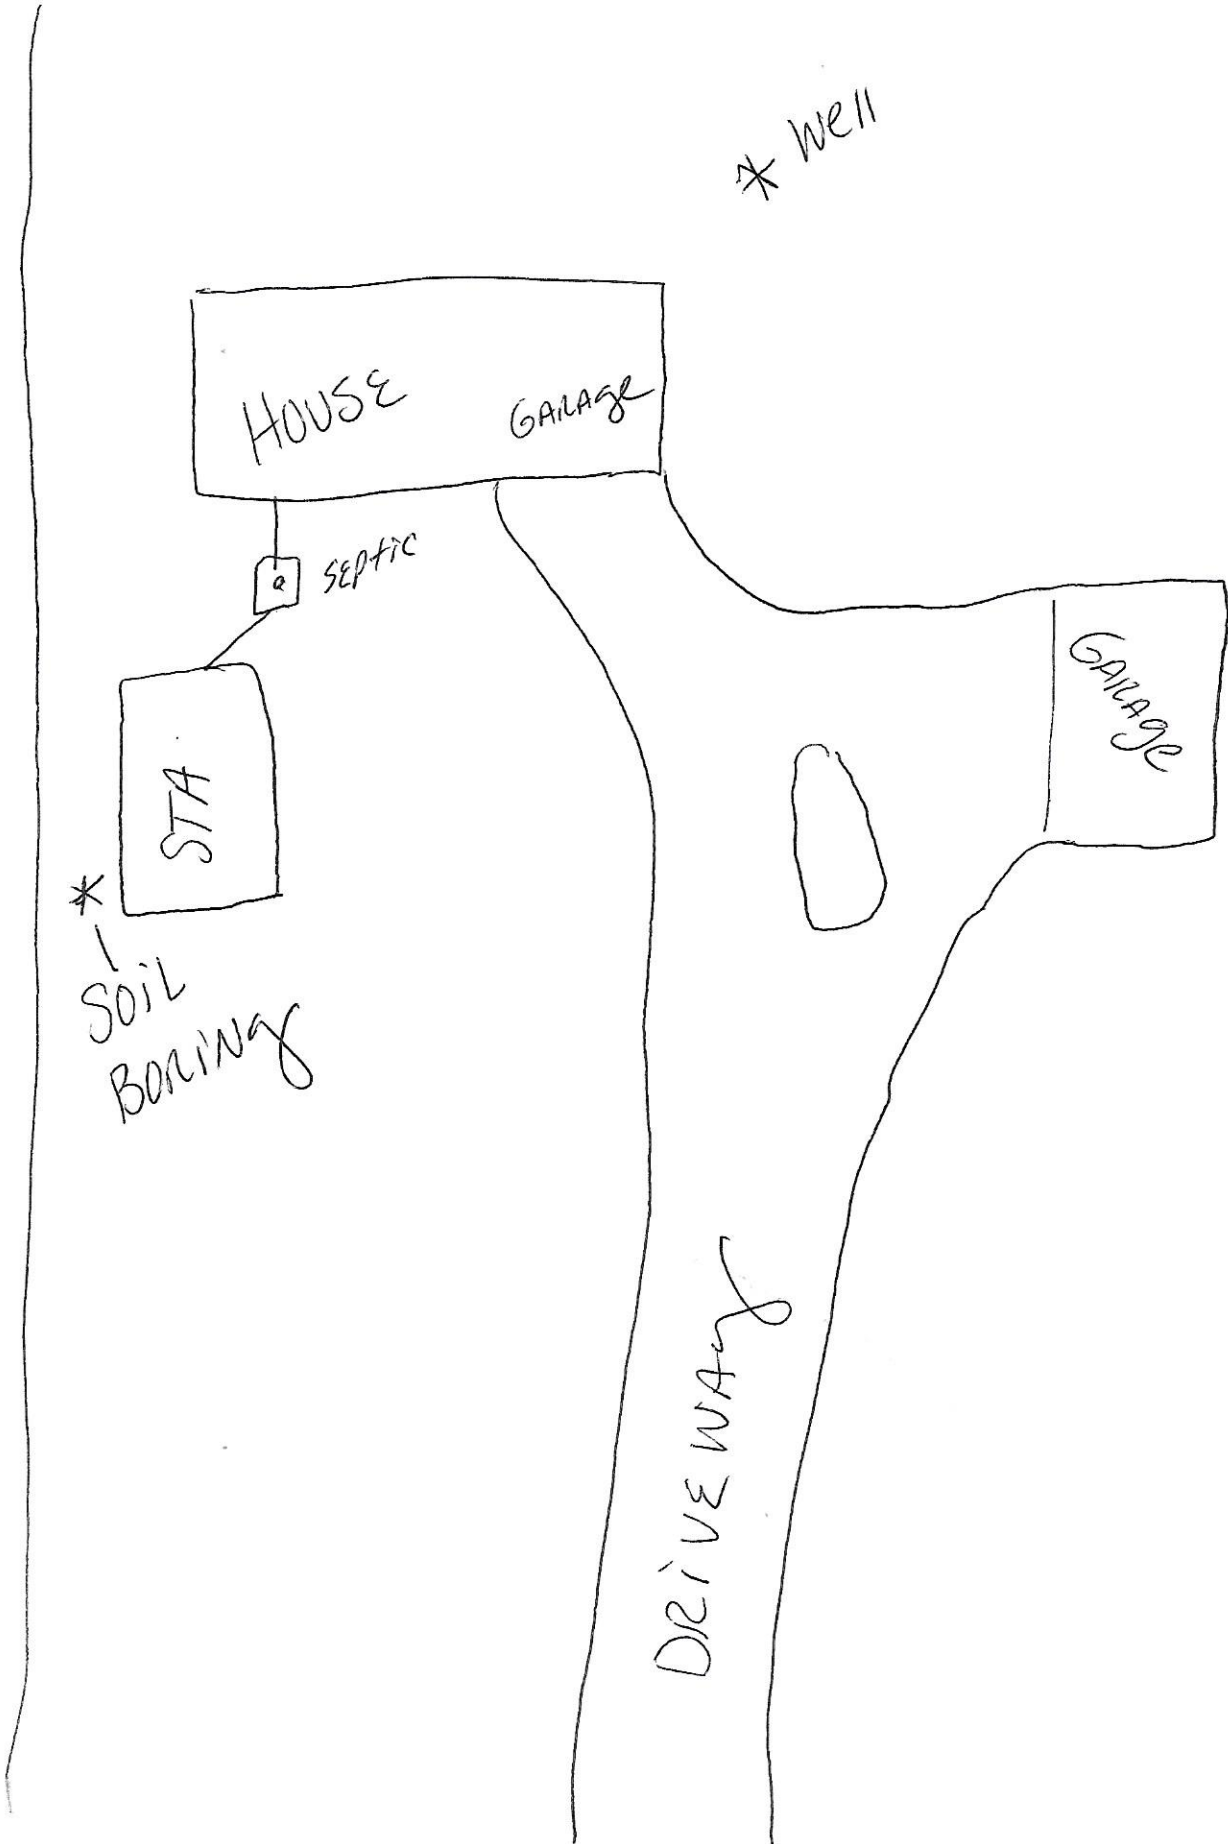 * Well
HOUSE
GARAge
SEPtic
GARAge
STA
*
SOiL
BORiNg
DRiVEWAy